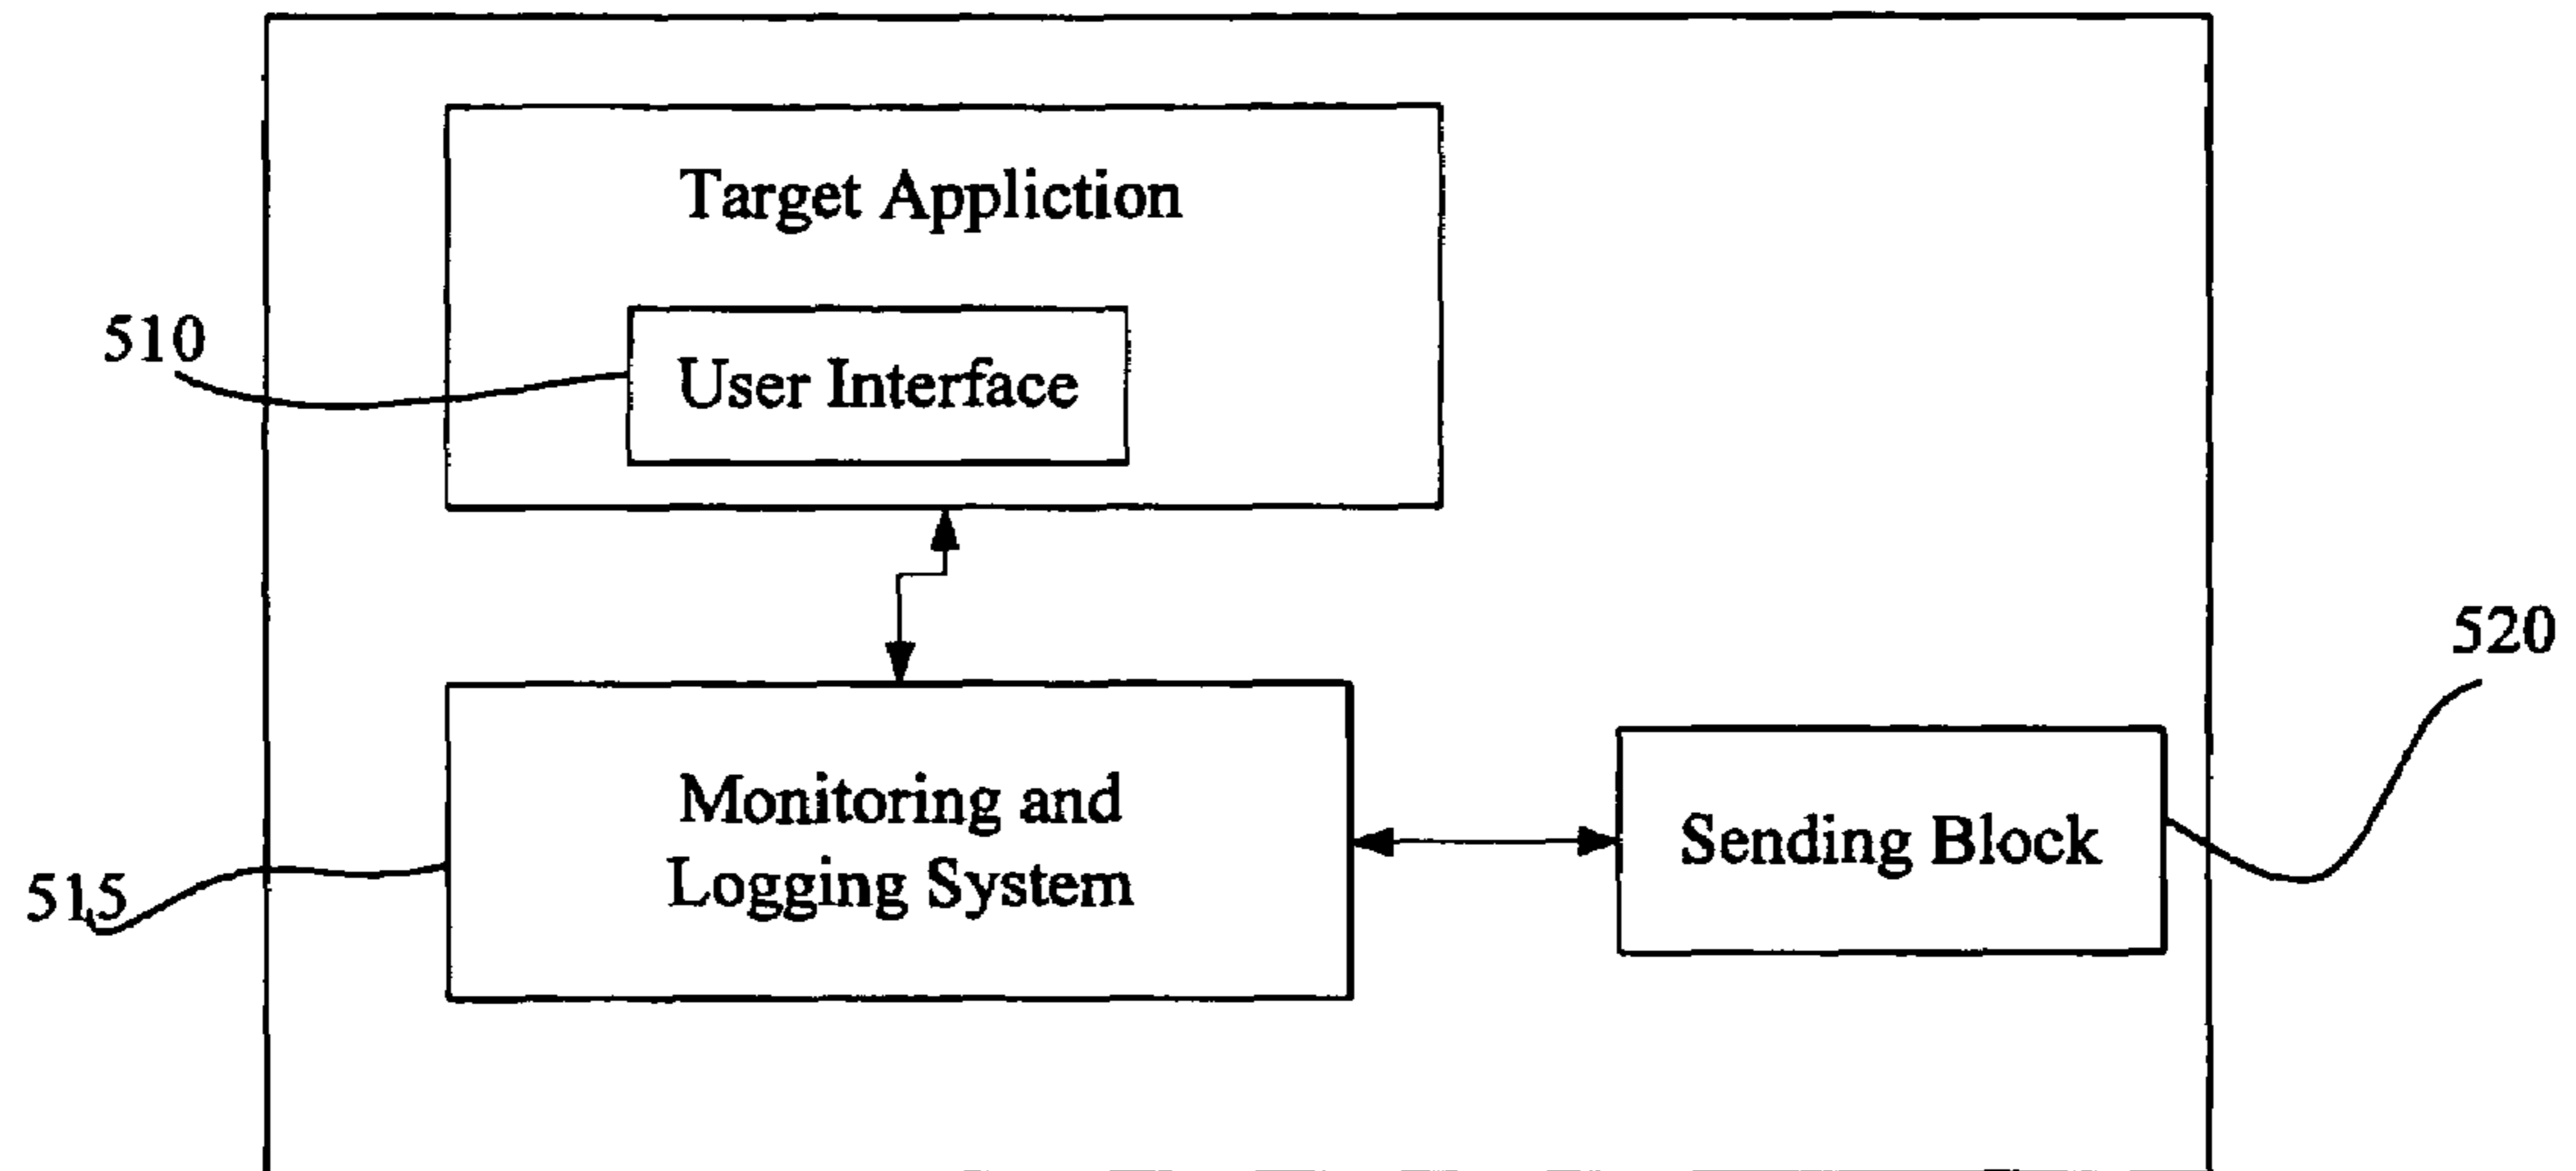 Target Appliction
510
User Interface
520
Monitoring and
Logging System
Sending Block
515